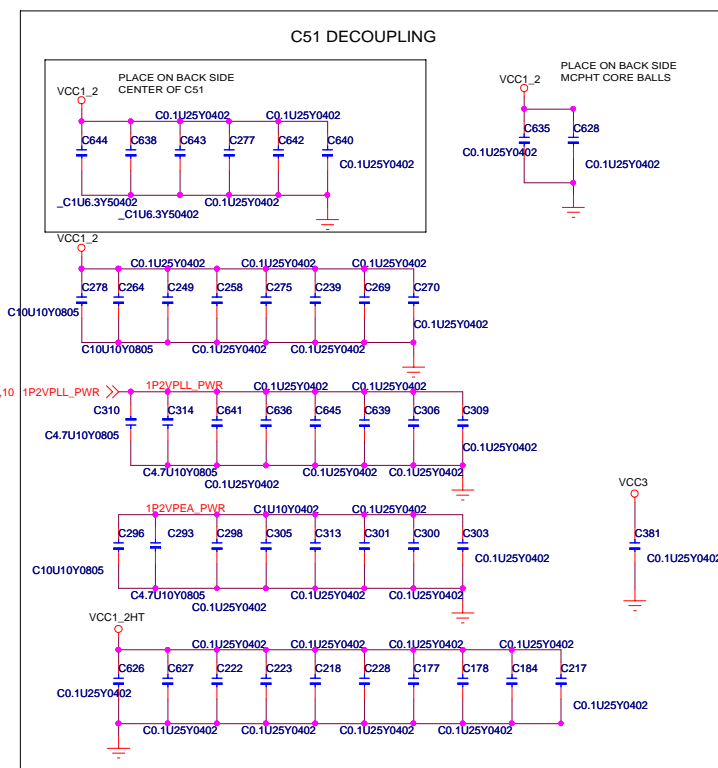 C51 DECOUPLING
PLACE ON BACK SIDE
CENTER OF C51
VCC1_2
C0.1U25Y0402 C0.1U25Y0402
C644 C638 C643 C277 C642 C640
C0.1U25Y0402
_C1U6.3Y50402 C0.1U25Y0402
_C1U6.3Y50402
PLACE ON BACK SIDE
MCPHT CORE BALLS
VCC1_2
C635 C628
C0.1U25Y0402
C0.1U25Y0402
VCC1_2
C0.1U25Y0402 C0.1U25Y0402
C278 C264 C249 C258 C275 C239 C269 C270
C10U10Y0805
C0.1U25Y0402
C10U10Y0805 C0.1U25Y0402 C0.1U25Y0402
,10 1P2VPLL_PWR 1P2VPLL_PWR C0.1U25Y0402 C0.1U25Y0402
C310 C314 C641 C636 C645 C639 C306 C309
C4.7U10Y0805
C0.1U25Y0402
C4.7U10Y0805 C0.1U25Y0402 C0.1U25Y0402
C0.1U25Y0402
1P2VPEA_PWR C1U10Y0402 C0.1U25Y0402
C296 C293 C298 C305 C313 C301 C300 C303
C0.1U25Y0402
C10U10Y0805
C4.7U10Y0805 C0.1U25Y0402 C0.1U25Y0402
C0.1U25Y0402
VCC3
C381
C0.1U25Y0402
VCC1_2HT
C0.1U25Y0402 C0.1U25Y0402 C0.1U25Y0402 C0.1U25Y0402
C626 C627 C222 C223 C218 C228 C177 C178 C184 C217
C0.1U25Y0402
C0.1U25Y0402
C0.1U25Y0402 C0.1U25Y0402 C0.1U25Y0402 C0.1U25Y0402